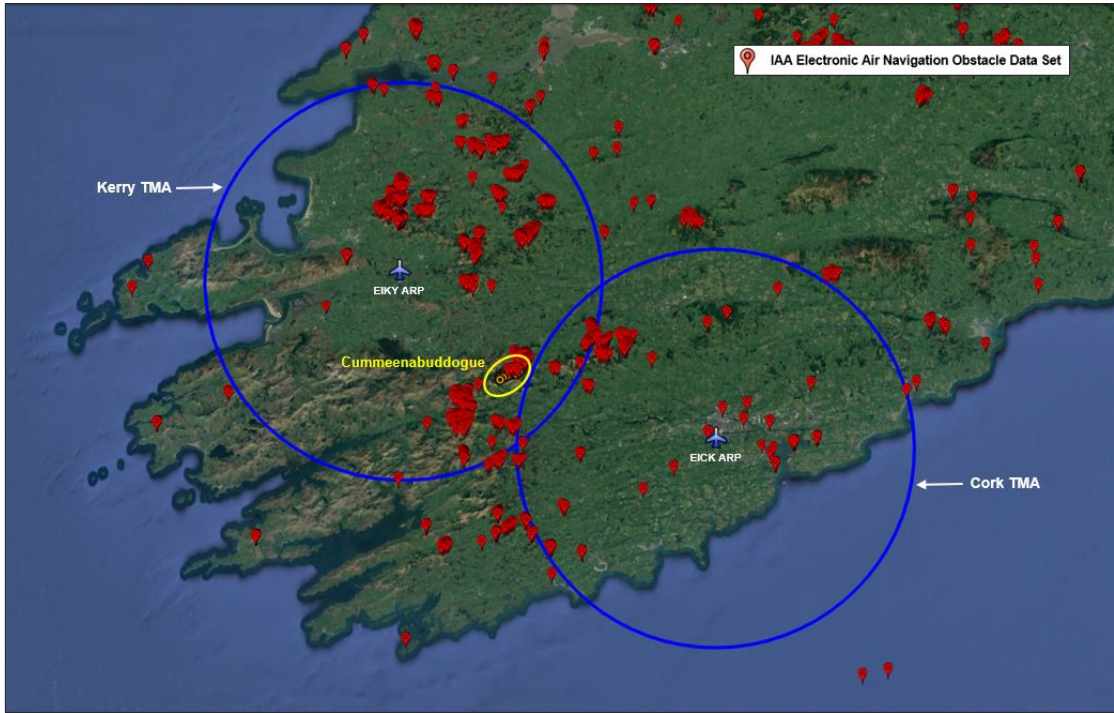 IAA Electronic Air Navigation Obstacle Data Set
Kerry TMA
EIKY ARP
Cummeenabuddogue
EICK ARP
Cork TMA